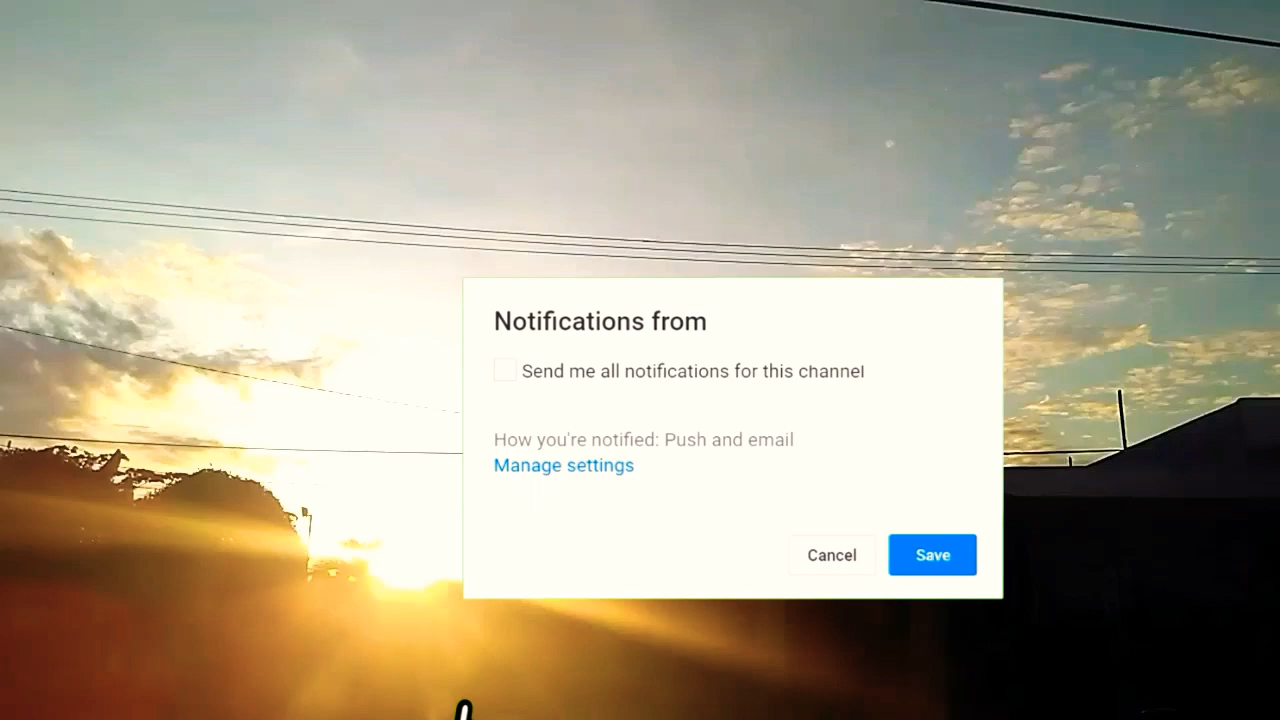 Notifications from
Send me all notifications for this channel
How you're notified: Push and email
Manage settings
Cancel
Save